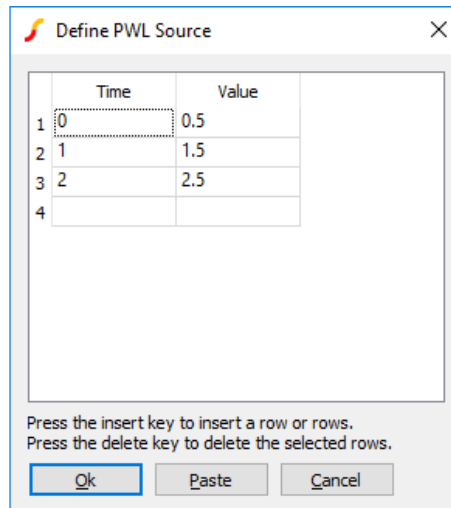 Define PWL Source
Time Value
1 0 0.5
2 1 1.5
3 2 2.5
4
Press the insert key to insert a row or rows.
Press the delete key to delete the selected rows.
Ok Paste Cancel